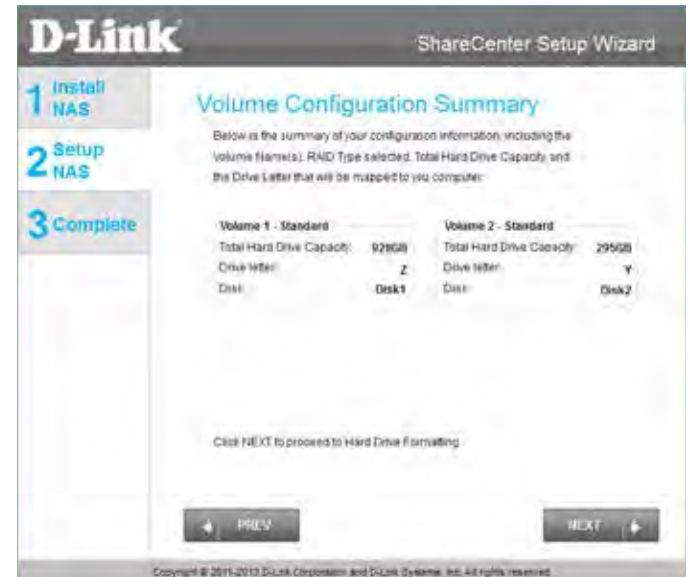 D-Link
ShareCenter Setup Wizard
1 Install NAS
2 Setup NAS
3 Complete
Volume Configuration Summary
Below is the summary of your configuration information, including the
volume Name(s), RAID Type selected, Total Hard Drive Capacity and
the Drive Letter that will be mapped to you computer.
Volume 1 - Standard
Total Hard Drive Capacity: 928GB
Drive letter: Z
Disk: Disk1
Volume 2 - Standard
Total Hard Drive Capacity: 295GB
Drive letter: Y
Disk: Disk2
Click NEXT to proceed to Hard Drive Formatting
PREV
NEXT
Copyright © 2011-2013 D-Link Corporation and D-Link Systems, Inc. All rights reserved.